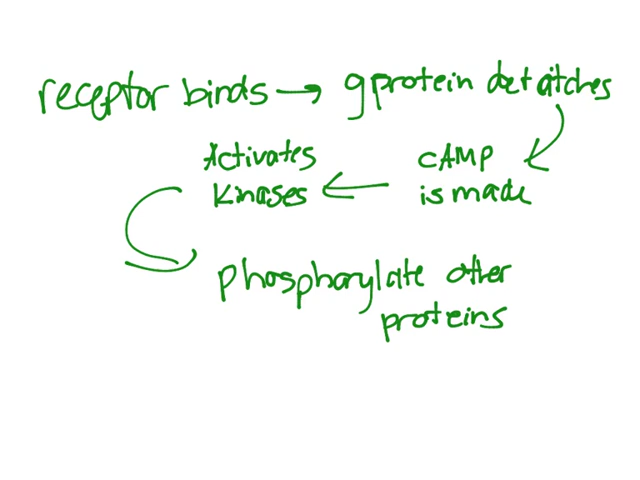 receptor binds → gprotein detatches
cAMP
is made
Activates
kinases
phosphorylate other
proteins